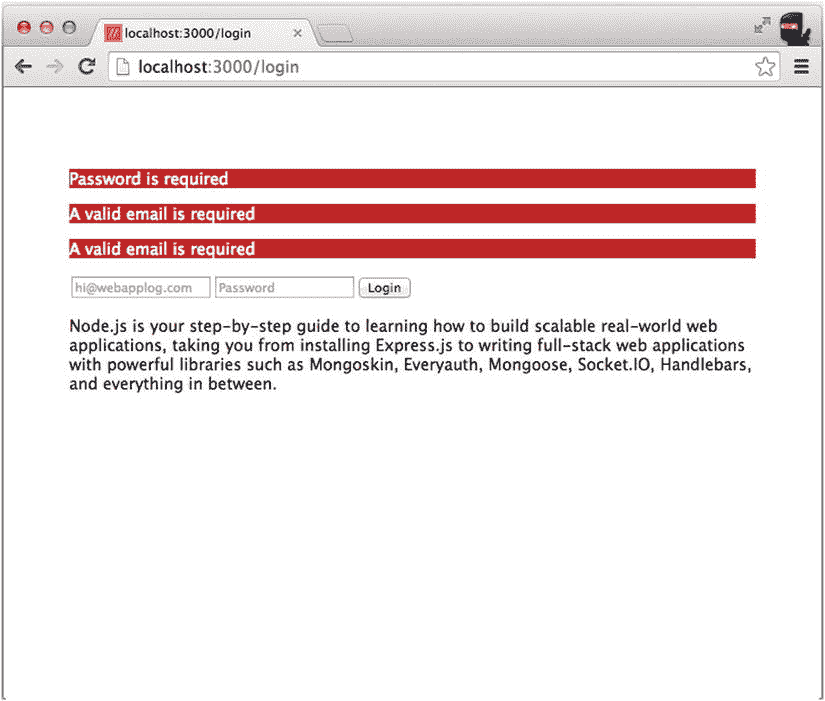 localhost:3000/login
localhost:3000/login
Password is required
A valid email is required
A valid email is required
hi@webapplog.com Password Login
Node.js is your step-by-step guide to learning how to build scalable real-world web
applications, taking you from installing Express.js to writing full-stack web applications
with powerful libraries such as Mongoskin, Everyauth, Mongoose, Socket.IO, Handlebars,
and everything in between.